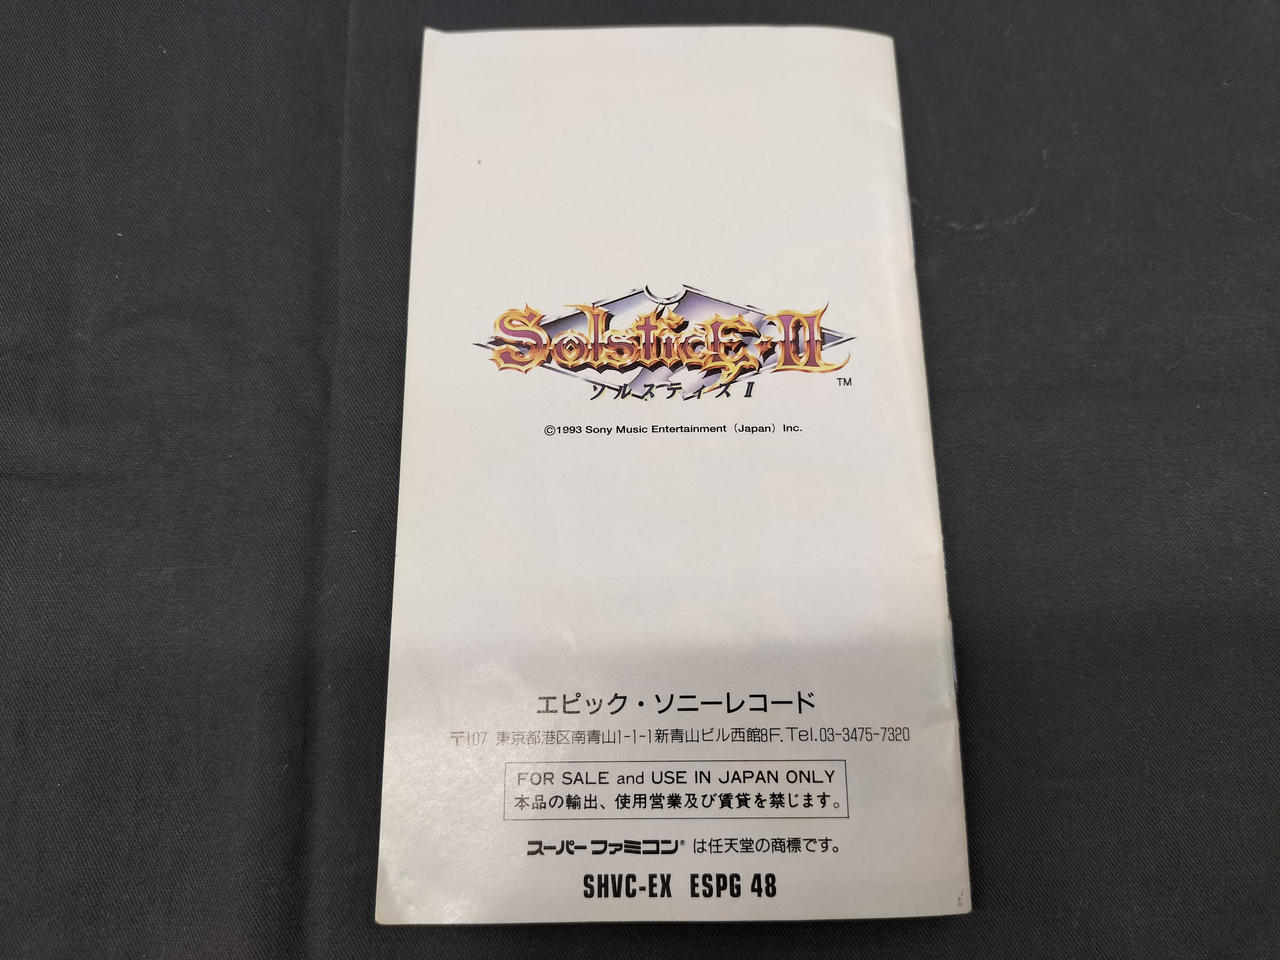 SolsticE・II
ソルスティスII
TM
©1993 Sony Music Entertainment (Japan) Inc.
エピック・ソニーレコード
〒107 東京都港区南青山1-1-1新青山ビル西館8F. Tel.03-3475-7320
FOR SALE and USE IN JAPAN ONLY
本品の輸出、使用営業及び賃貸を禁じます。
スーパーファミコン®は任天堂の商標です。
SHVC-EX ESPG 48